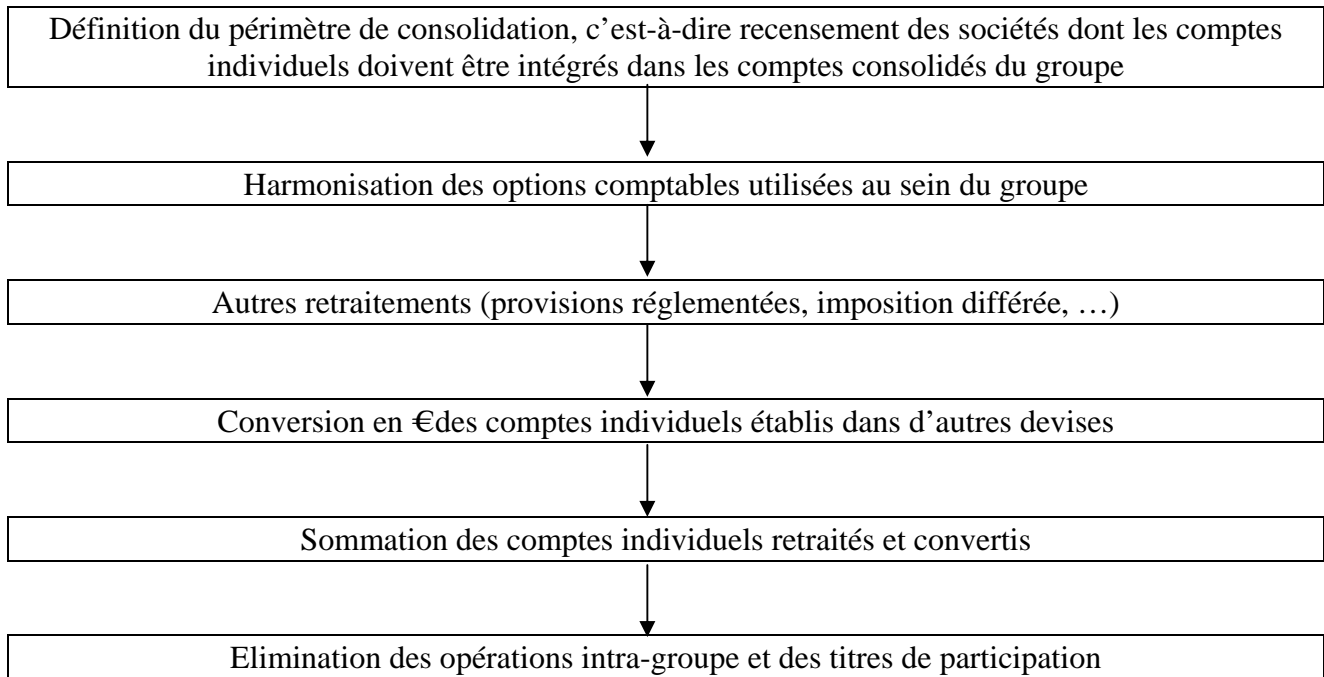 Définition du périmètre de consolidation, c’est-à-dire recensement des sociétés dont les comptes
individuels doivent être intégrés dans les comptes consolidés du groupe
Harmonisation des options comptables utilisées au sein du groupe
Autres retraitements (provisions réglementées, imposition différée, …)
Conversion en €des comptes individuels établis dans d’autres devises
Sommation des comptes individuels retraités et convertis
Elimination des opérations intra-groupe et des titres de participation